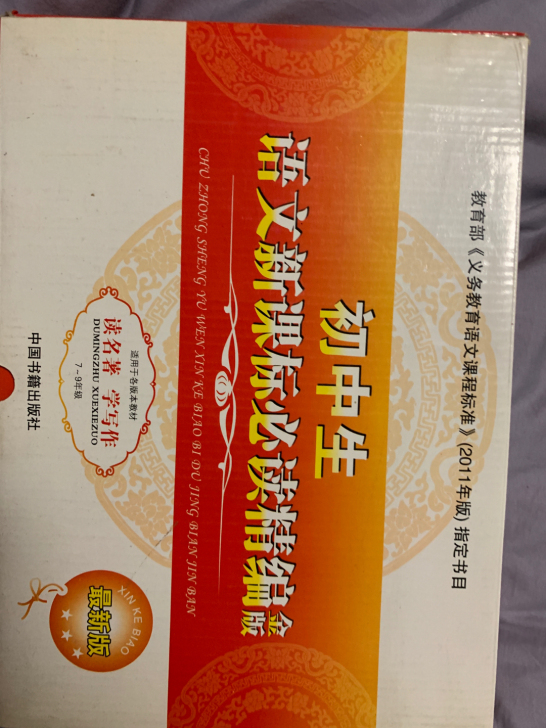 教育部《义务教育语文课程标准》(2011年版) 指定书目
初中生
语文新课标必读精编金版
CHU ZHONG SHENG YU WEN XIN KE BIAO BI DU JING BIAN JIN BAN
适用于各版本教材
读名著 学写作
DUMINGZHU XUEXIEZUO
7-9年级
XIN KE BIAO
最新版
中国书籍出版社